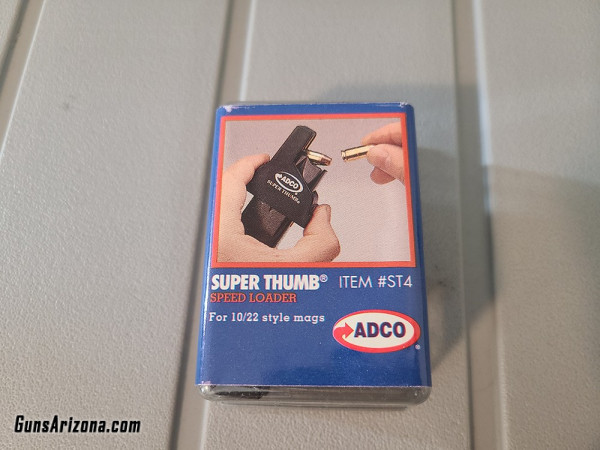 ADCO
SUPER THUMB®
SUPER THUMB® ITEM #ST4
SPEED LOADER
For 10/22 style mags
ADCO®
GunsArizona.com